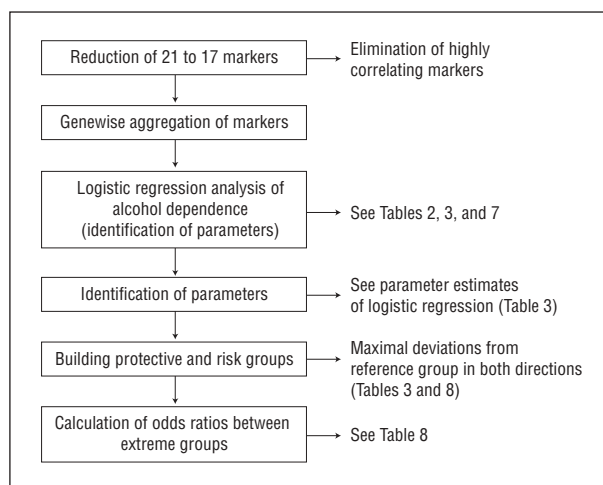 Reduction of 21 to 17 markers
Elimination of highly
correlating markers
Genewise aggregation of markers
Logistic regression analysis of
alcohol dependence
(identification of parameters)
See Tables 2, 3, and 7
Identification of parameters
See parameter estimates
of logistic regression (Table 3)
Building protective and risk groups
Maximal deviations from
reference group in both directions
(Tables 3 and 8)
Calculation of odds ratios between
extreme groups
See Table 8